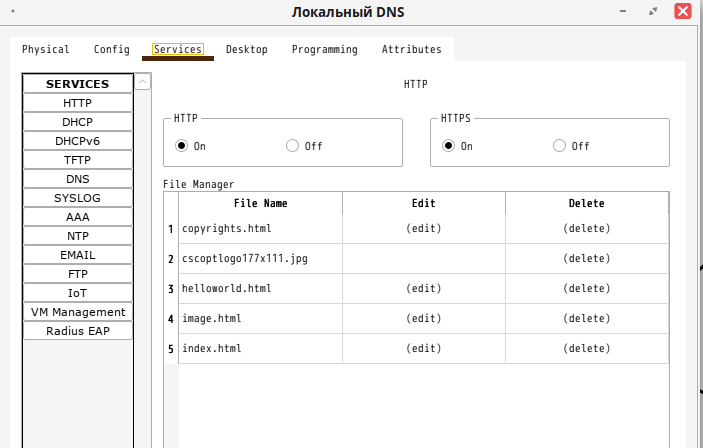 Локальный DNS
Physical Config Services Desktop Programming Attributes
SERVICES
HTTP
DHCP
DHCPv6
TFTP
DNS
SYSLOG
AAA
NTP
EMAIL
FTP
IoT
VM Management
Radius EAP
HTTP
HTTP
On Off
HTTPS
On Off
File Manager
File Name Edit Delete
1 copyrights.html (edit) (delete)
2 cscoptlogo177x111.jpg (delete)
3 helloworld.html (edit) (delete)
4 image.html (edit) (delete)
5 index.html (edit) (delete)